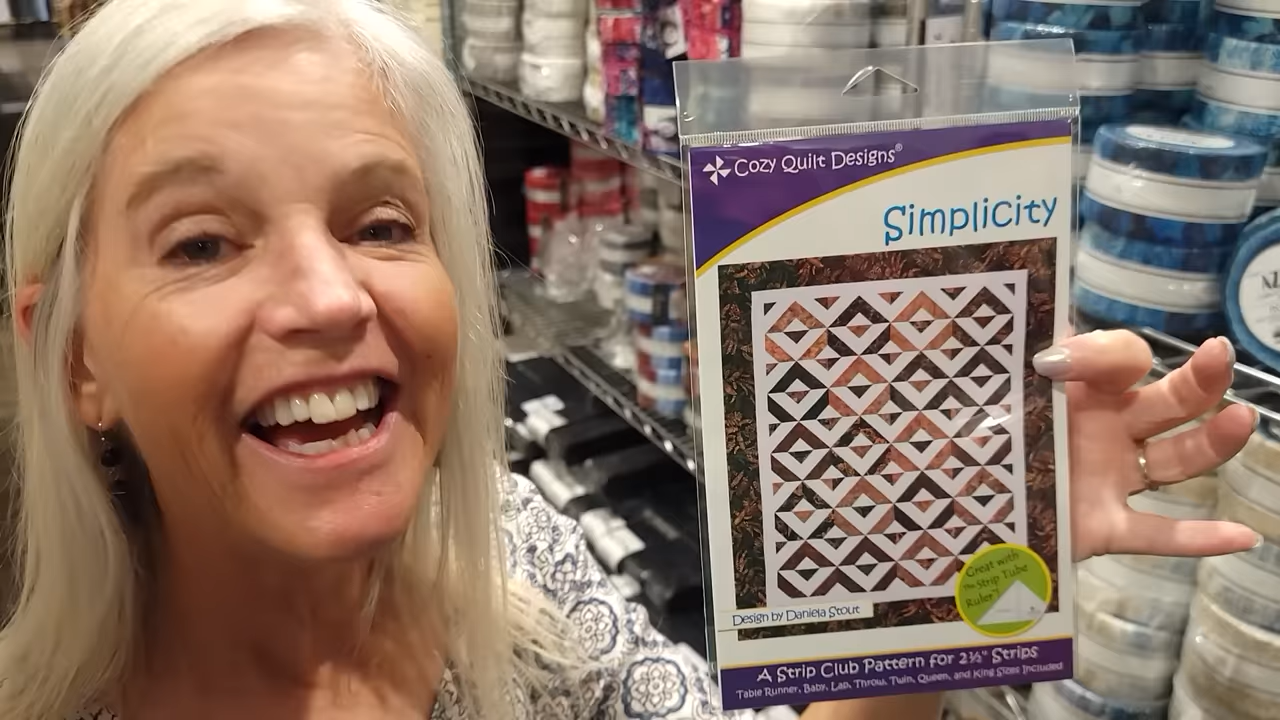 Cozy Quilt Designs®
Simplicity
Great with
The Strip Tube
Ruler!
Design by Daniela Stout
A Strip Club Pattern for 2½" Strips
Table Runner, Baby, Lap, Throw, Twin, Queen, and King Sizes Included